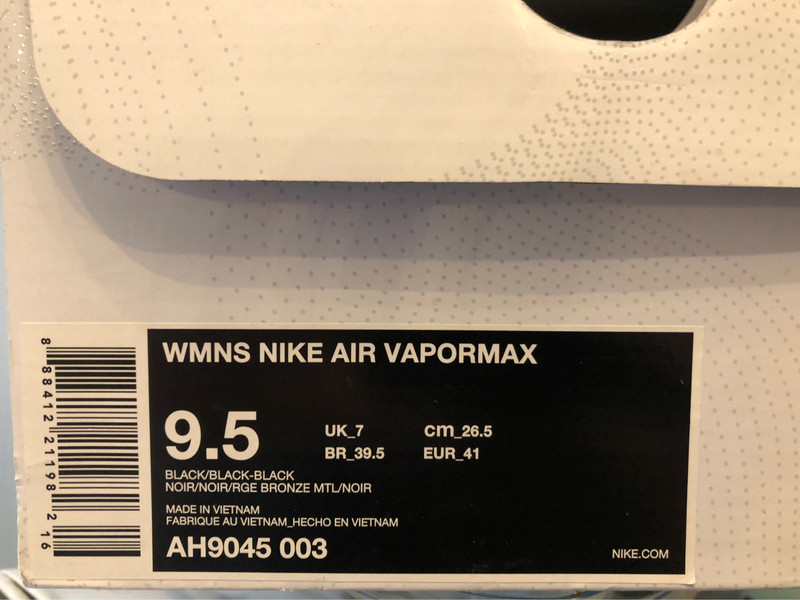 WMNS NIKE AIR VAPORMAX
9.5
UK_7 cm_26.5
BR_39.5 EUR_41
BLACK/BLACK-BLACK
NOIR/NOIR/RGE BRONZE MTL/NOIR
MADE IN VIETNAM
FABRIQUE AU VIETNAM_HECHO EN VIETNAM
AH9045 003
NIKE.COM
8 88412 21198 2 16